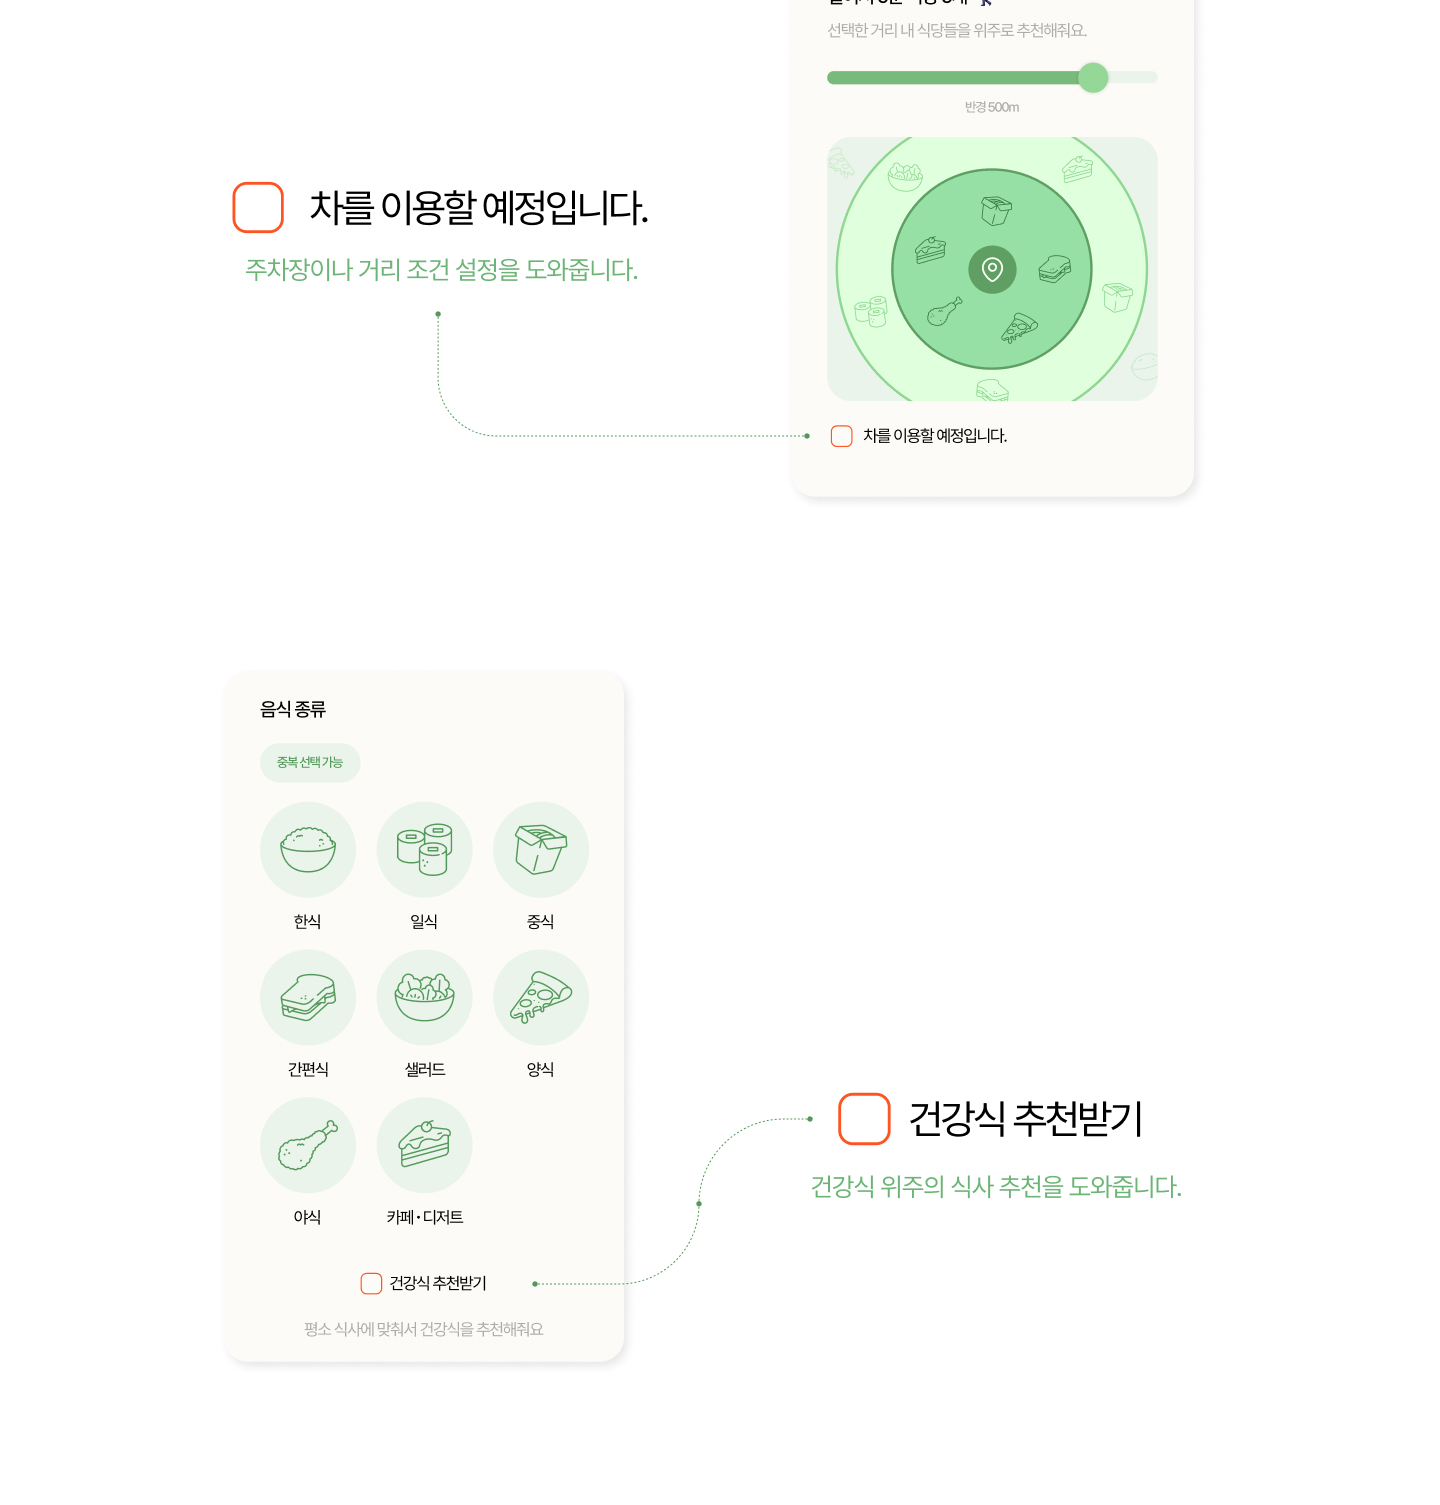 선택한 거리 내 식당들을 위주로 추천해줘요.
반경 500m
차를 이용할 예정입니다.
주차장이나 거리 조건 설정을 도와줍니다.
차를 이용할 예정입니다.
음식 종류
중복 선택 가능
한식 일식 중식
간편식 샐러드 양식
야식 카페 • 디저트
건강식 추천받기
건강식 위주의 식사 추천을 도와줍니다.
건강식 추천받기
평소 식사에 맞춰서 건강식을 추천해줘요